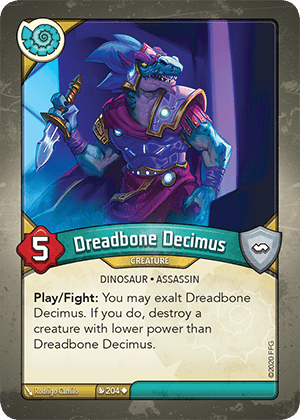 Dreadbone Decimus
5
CREATURE
DINOSAUR • ASSASSIN
Play/Fight: You may exalt Dreadbone
Decimus. If you do, destroy a
creature with lower power than
Dreadbone Decimus.
Rodrigo Camilo
204
©2020 FFG